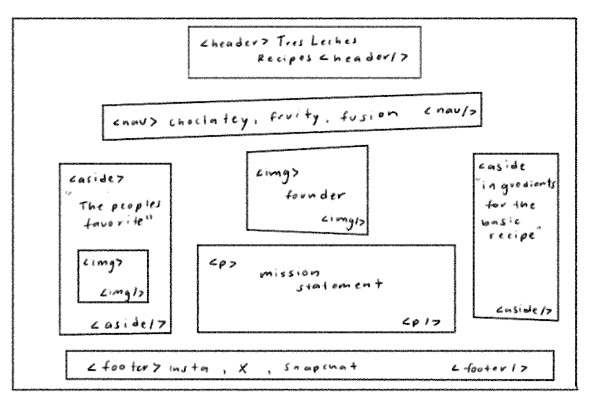 <header> Tres Leches
Recipes <header/>
<nav> choclatey, fruity, fusion <nav/>
<aside>
"The peoples
favorite"
<img>
<img/>
<aside/>
<img>
founder
<img/>
<p>
mission
statement
<p/>
<aside
"ingredients
for the
basic
recipe"
<aside/>
<footer> insta, X, snapchat <footer/>